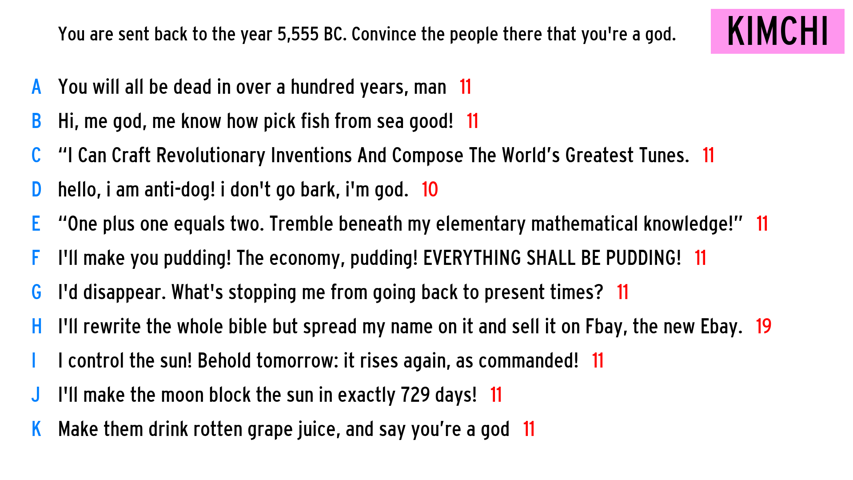 You are sent back to the year 5,555 BC. Convince the people there that you're a god.
KIMCHI
A You will all be dead in over a hundred years, man 11
B Hi, me god, me know how pick fish from sea good! 11
C “I Can Craft Revolutionary Inventions And Compose The World’s Greatest Tunes. 11
D hello, i am anti-dog! i don't go bark, i'm god. 10
E “One plus one equals two. Tremble beneath my elementary mathematical knowledge!” 11
F I'll make you pudding! The economy, pudding! EVERYTHING SHALL BE PUDDING! 11
G I'd disappear. What's stopping me from going back to present times? 11
H I'll rewrite the whole bible but spread my name on it and sell it on Fbay, the new Ebay. 19
I I control the sun! Behold tomorrow: it rises again, as commanded! 11
J I'll make the moon block the sun in exactly 729 days! 11
K Make them drink rotten grape juice, and say you’re a god 11